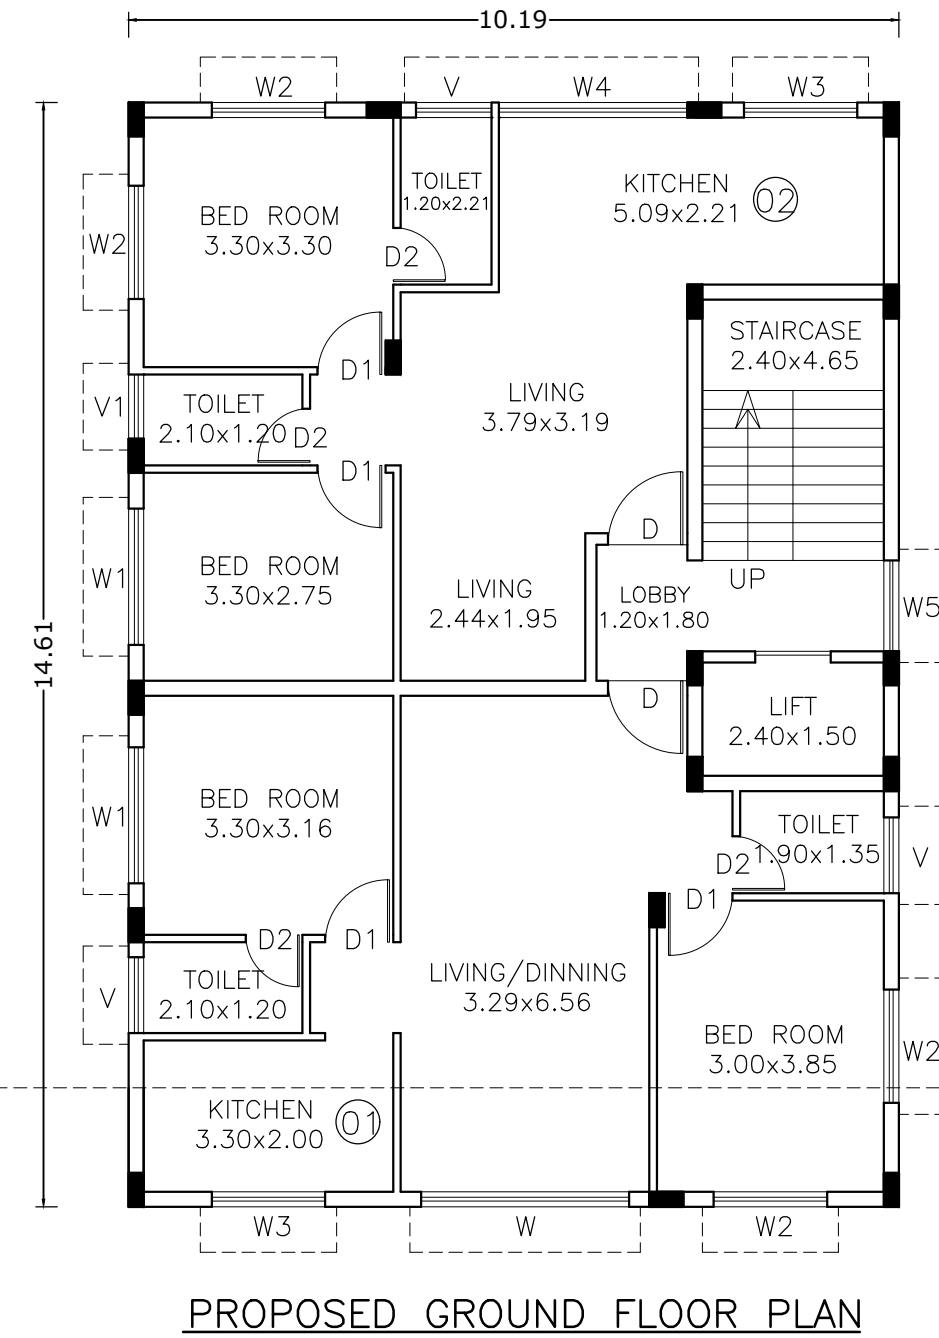 10.19
W2
V
W4
W3
TOILET
1.20x2.21
KITCHEN
5.09x2.21
02
BED ROOM
3.30x3.30
W2
D2
STAIRCASE
2.40x4.65
D1
LIVING
3.79x3.19
V1
TOILET
2.10x1.20
D2
D1
D
BED ROOM
3.30x2.75
W1
LIVING
2.44x1.95
LOBBY
1.20x1.80
UP
W5
14.61
D
LIFT
2.40x1.50
BED ROOM
3.30x3.16
W1
TOILET
1.90x1.35
D2
V
D1
D2
D1
LIVING/DINNING
3.29x6.56
TOILET
2.10x1.20
V
BED ROOM
3.00x3.85
W2
KITCHEN
3.30x2.00
01
W3
W
W2
PROPOSED GROUND FLOOR PLAN